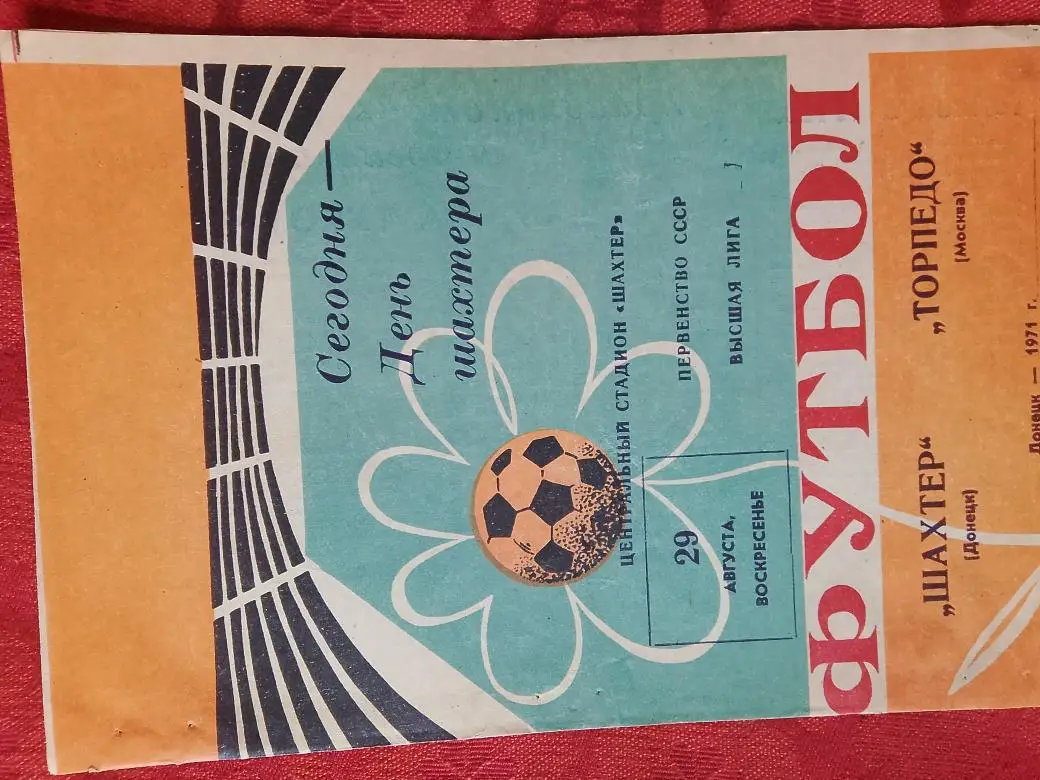 Сегодня —
День
шахтера
ЦЕНТРАЛЬНЫЙ СТАДИОН «ШАХТЕР»
29
АВГУСТА,
ВОСКРЕСЕНЬЕ
ПЕРВЕНСТВО СССР
ВЫСШАЯ ЛИГА
ФУТБОЛ
„ШАХТЕР“
(Донецк)
„ТОРПЕДО“
(Москва)
Донецк — 1971 г.